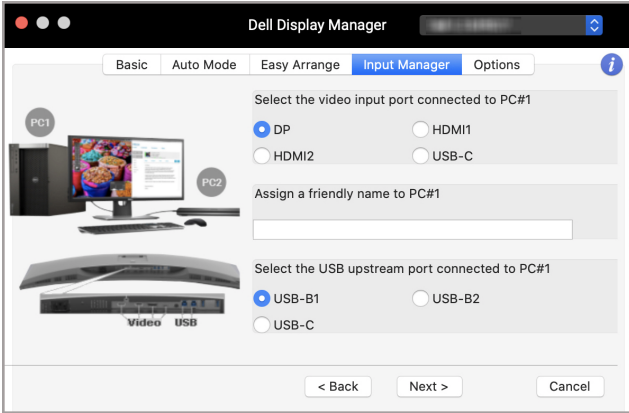 Dell Display Manager
Basic Auto Mode Easy Arrange Input Manager Options
i
PC1
PC2
Video USB
Select the video input port connected to PC#1
DP HDMI1
HDMI2 USB-C
Assign a friendly name to PC#1
Select the USB upstream port connected to PC#1
USB-B1 USB-B2
USB-C
< Back Next > Cancel